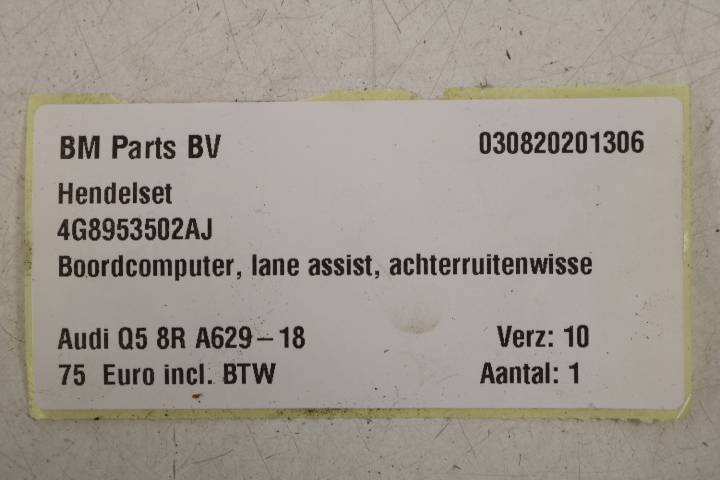 BM Parts BV 030820201306
Hendelset
4G8953502AJ
Boordcomputer, lane assist, achterruitenwisse
Audi Q5 8R A629-18 Verz: 10
75 Euro incl. BTW Aantal: 1